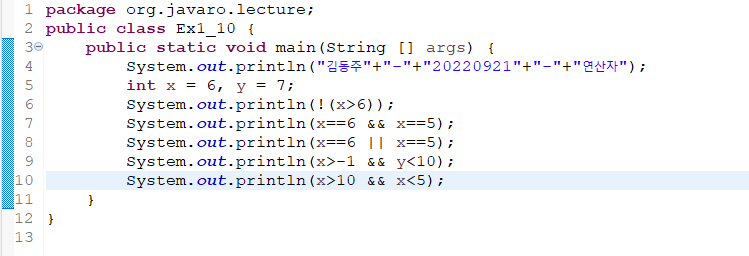 1 package org.javaro.lecture;
2 public class Ex1_10 {
3 public static void main(String [] args) {
4 System.out.println("김동주"+"-"+"20220921"+"-"+"연산자");
5 int x = 6, y = 7;
6 System.out.println(!(x>6));
7 System.out.println(x==6 && x==5);
8 System.out.println(x==6 || x==5);
9 System.out.println(x>-1 && y<10);
10 System.out.println(x>10 && x<5);
11 }
12 }
13